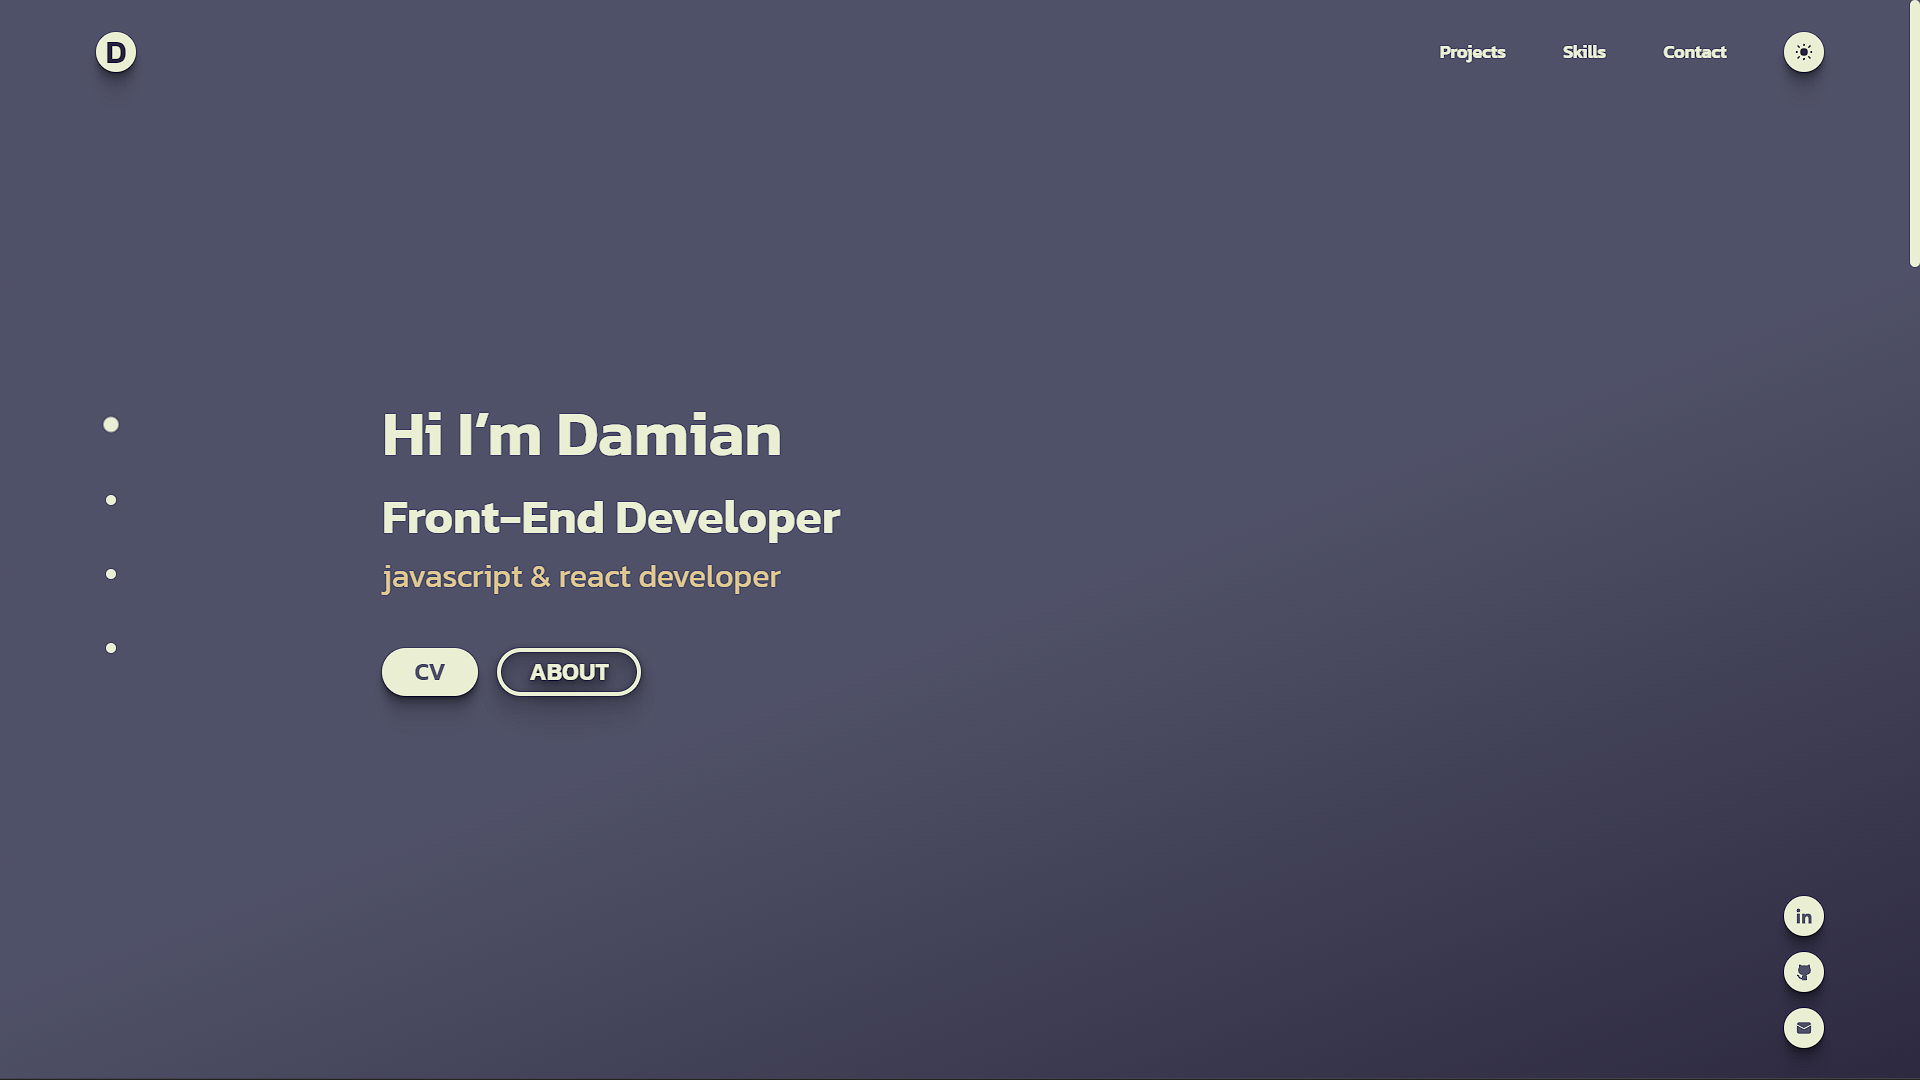 D
Projects
Skills
Contact
Hi I’m Damian
Front-End Developer
javascript & react developer
CV
ABOUT
in